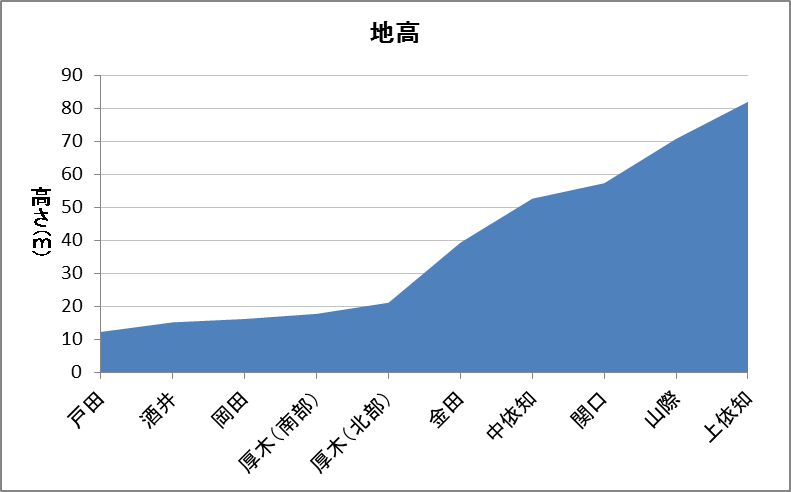 地高
90
80
70
60
50
40
30
20
10
0
高さ(m)
戸田
酒井
岡田
厚木(南部)
厚木(北部)
金田
中依知
関口
山際
上依知